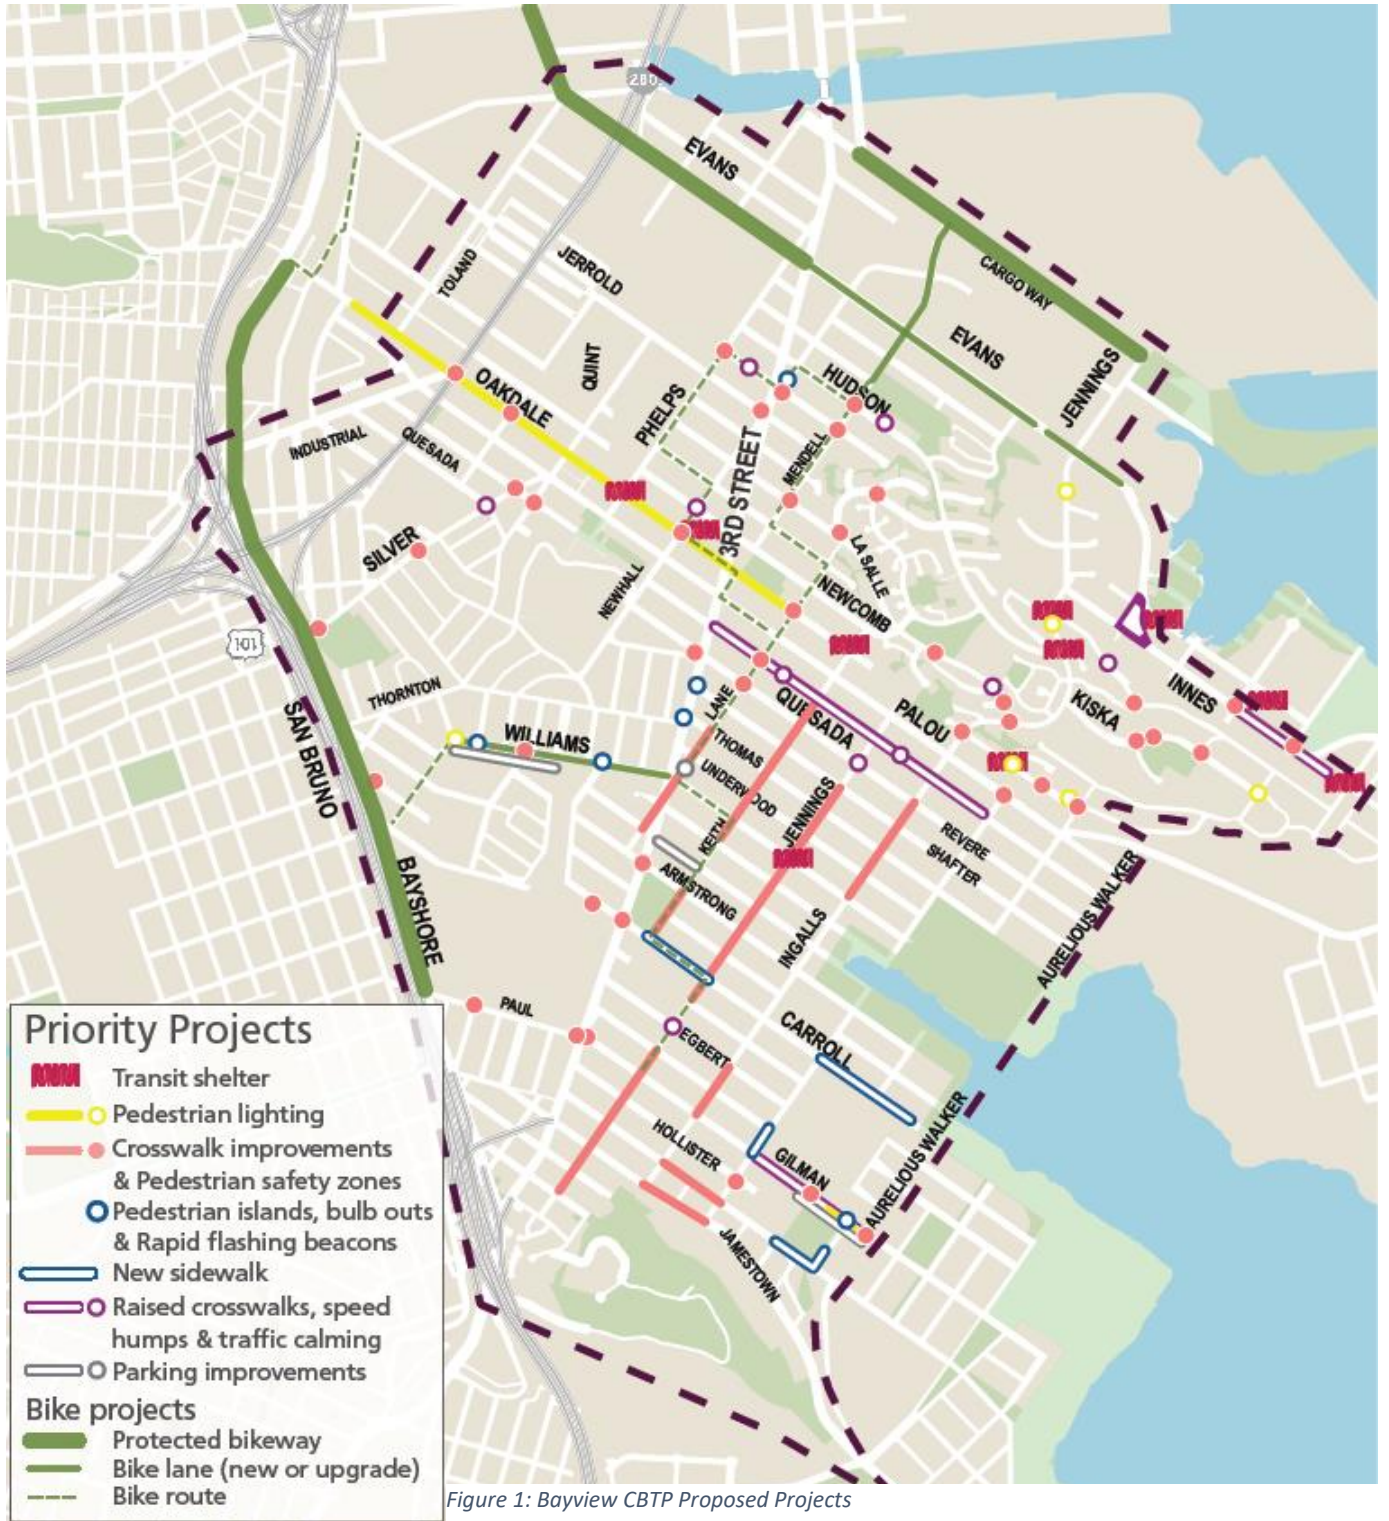 280
EVANS
CARGO WAY
TOLAND
JERROLD
EVANS
JENNINGS
QUINT
OAKDALE
HUDSON
PHELPS
INDUSTRIAL
QUESADA
3RD STREET
MENDELL
SILVER
LA SALLE
NEWHALL
NEWCOMB
101
THORNTON
LANE
QUESADA
PALOU
KISKA
INNES
SAN BRUNO
WILLIAMS
THOMAS
UNDERWOOD
JENNINGS
KEITH
REVERE
SHAFTER
BAYSHORE
ARMSTRONG
INGALLS
AURELIOUS WALKER
PAUL
EGBERT
CARROLL
HOLLISTER
GILMAN
AURELIOUS WALKER
JAMESTOWN
Priority Projects
Transit shelter
Pedestrian lighting
Crosswalk improvements
& Pedestrian safety zones
Pedestrian islands, bulb outs
& Rapid flashing beacons
New sidewalk
Raised crosswalks, speed
humps & traffic calming
Parking improvements
Bike projects
Protected bikeway
Bike lane (new or upgrade)
Bike route
Figure 1: Bayview CBTP Proposed Projects